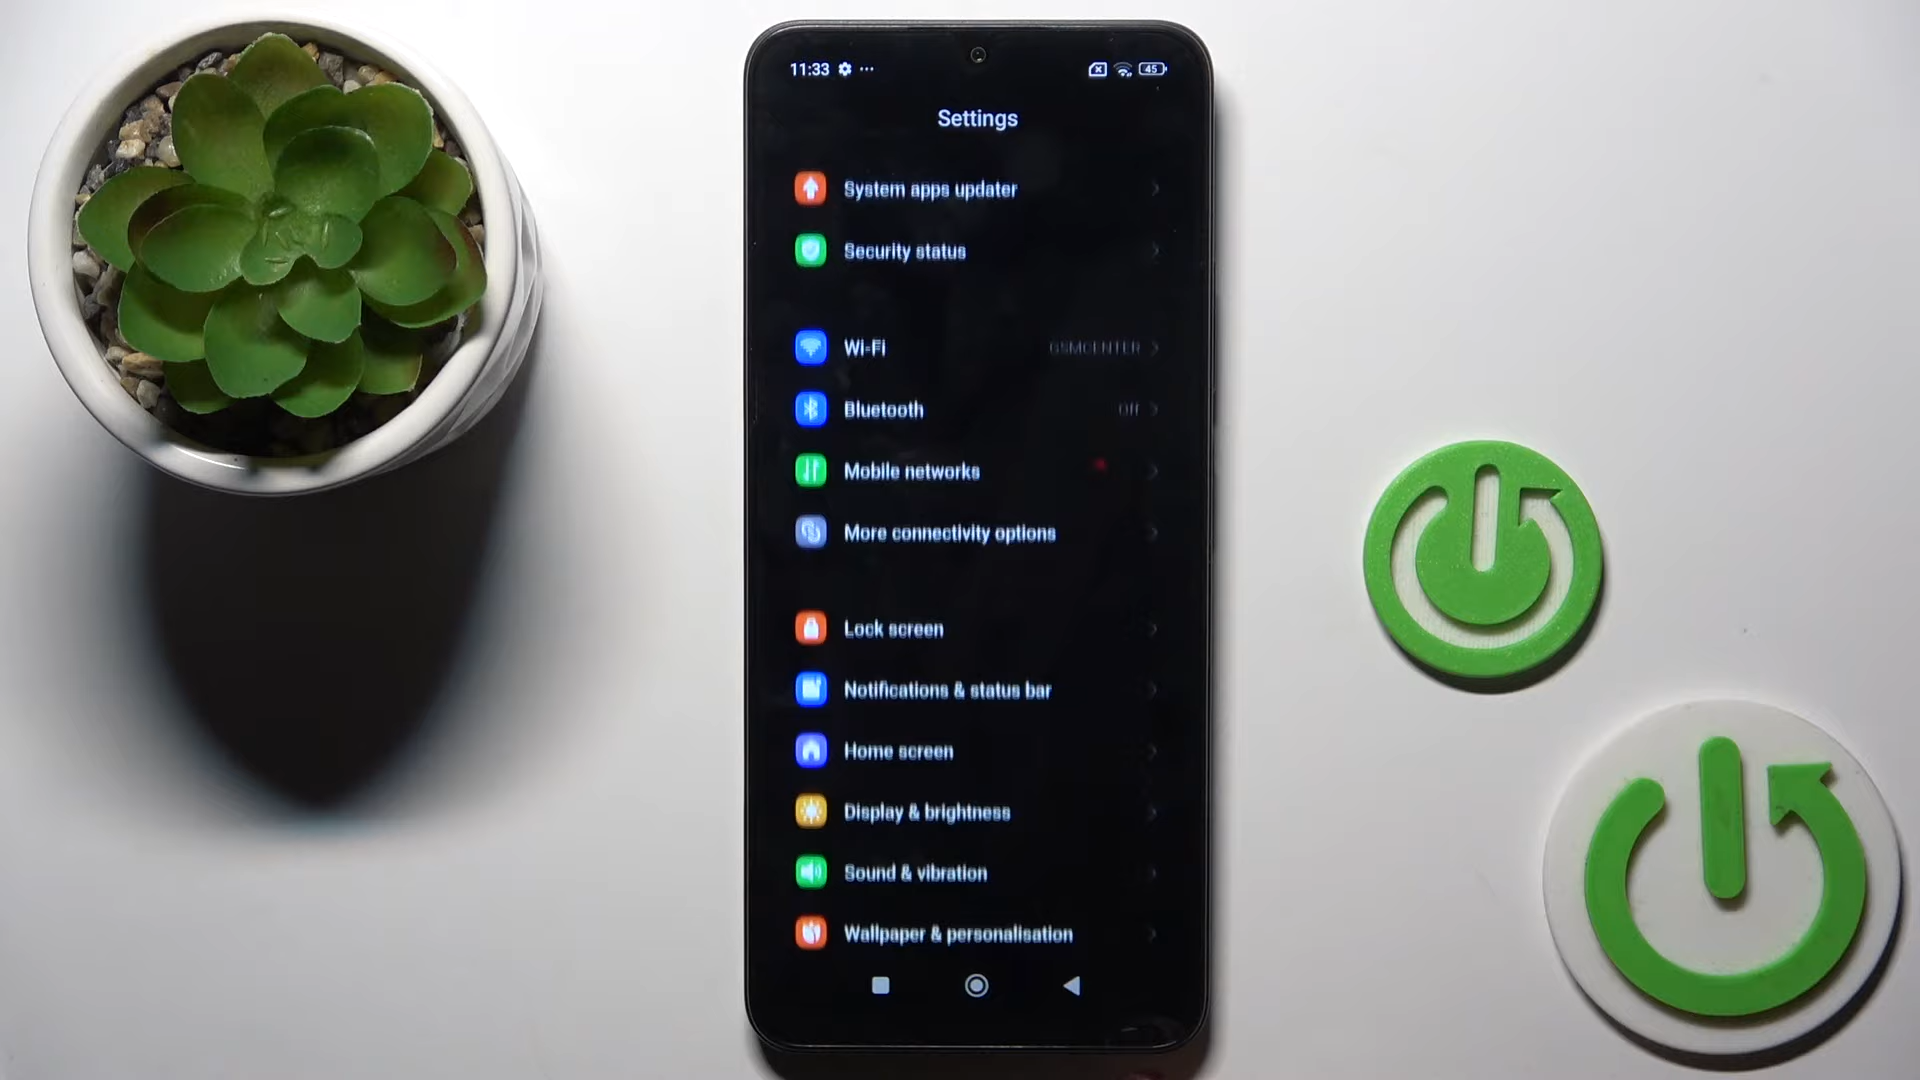 11:33
45
Settings
System apps updater
Security status
Wi-Fi GSMCENTER
Bluetooth Off
Mobile networks
More connectivity options
Lock screen
Notifications & status bar
Home screen
Display & brightness
Sound & vibration
Wallpaper & personalisation